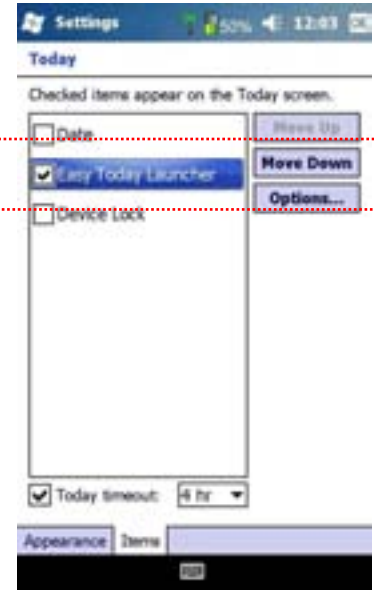 Settings 50% 12:03
Today
Checked items appear on the Today screen.
Date
Easy Today Launcher
Device Lock
Move Up
Move Down
Options...
Today timeout: 4 hr
Appearance Items